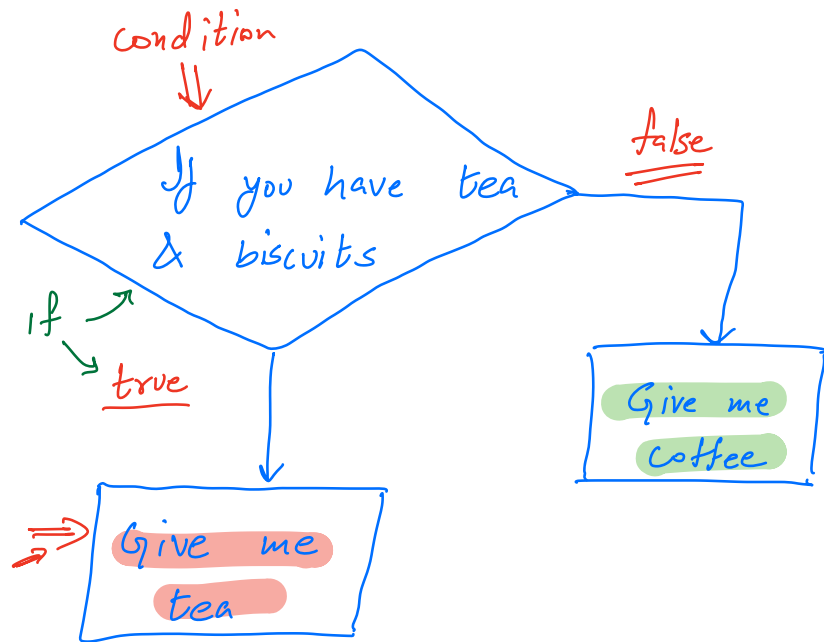 condition
If you have tea
& biscuits
false
if
true
Give me
coffee
Give me
tea